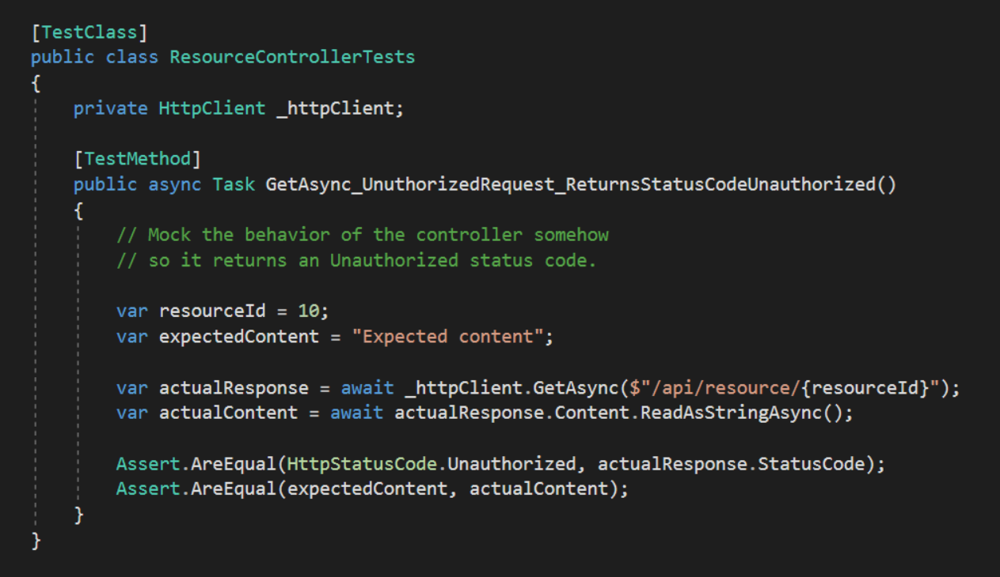 [TestClass]
public class ResourceControllerTests
{
    private HttpClient _httpClient;

    [TestMethod]
    public async Task GetAsync_UnuthorizedRequest_ReturnsStatusCodeUnauthorized()
    {
        // Mock the behavior of the controller somehow
        // so it returns an Unauthorized status code.

        var resourceId = 10;
        var expectedContent = "Expected content";

        var actualResponse = await _httpClient.GetAsync($"/api/resource/{resourceId}");
        var actualContent = await actualResponse.Content.ReadAsStringAsync();

        Assert.AreEqual(HttpStatusCode.Unauthorized, actualResponse.StatusCode);
        Assert.AreEqual(expectedContent, actualContent);
    }
}